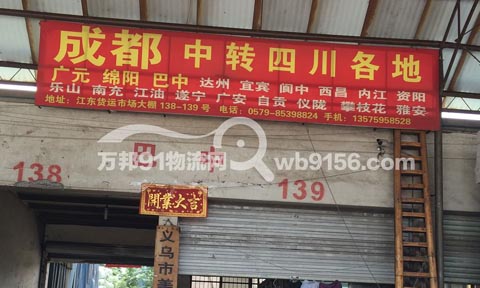 成都 中转四川各地
广元 绵阳 巴中 达州 宜宾 阆中 西昌 内江 资阳
乐山 南充 江油 遂宁 广安 自贡 仪陇 攀枝花 雅安
地址：江东货运市场大棚 138-139 号 电话：0579-85398824 手机：13575958528
万邦91物流网 wb9156.com
138 巴中 139
開業大吉
义乌市姜